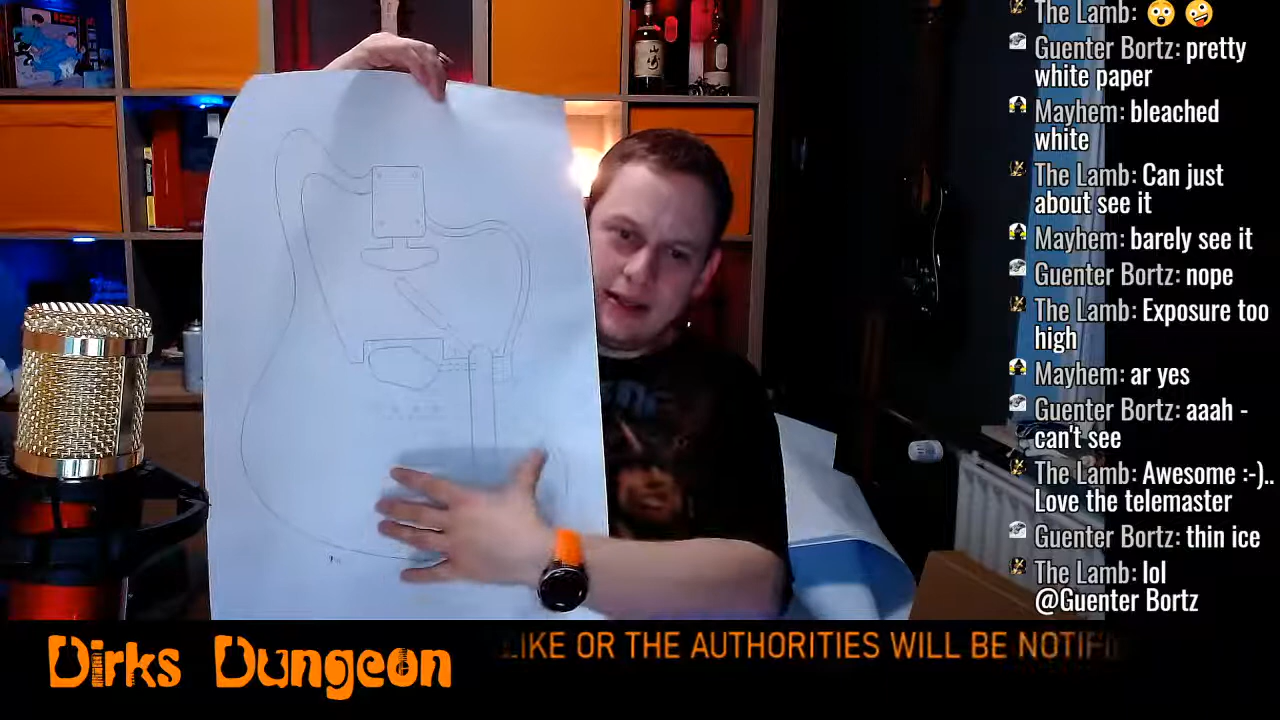 The Lamb: 😲 🤪
Guenter Bortz: pretty
white paper
Mayhem: bleached
white
The Lamb: Can just
about see it
Mayhem: barely see it
Guenter Bortz: nope
The Lamb: Exposure too
high
Mayhem: ar yes
Guenter Bortz: aaah -
can't see
The Lamb: Awesome :-)..
Love the telemaster
Guenter Bortz: thin ice
The Lamb: lol
@Guenter Bortz
Dirks Dungeon
LIKE OR THE AUTHORITIES WILL BE NOTIFI